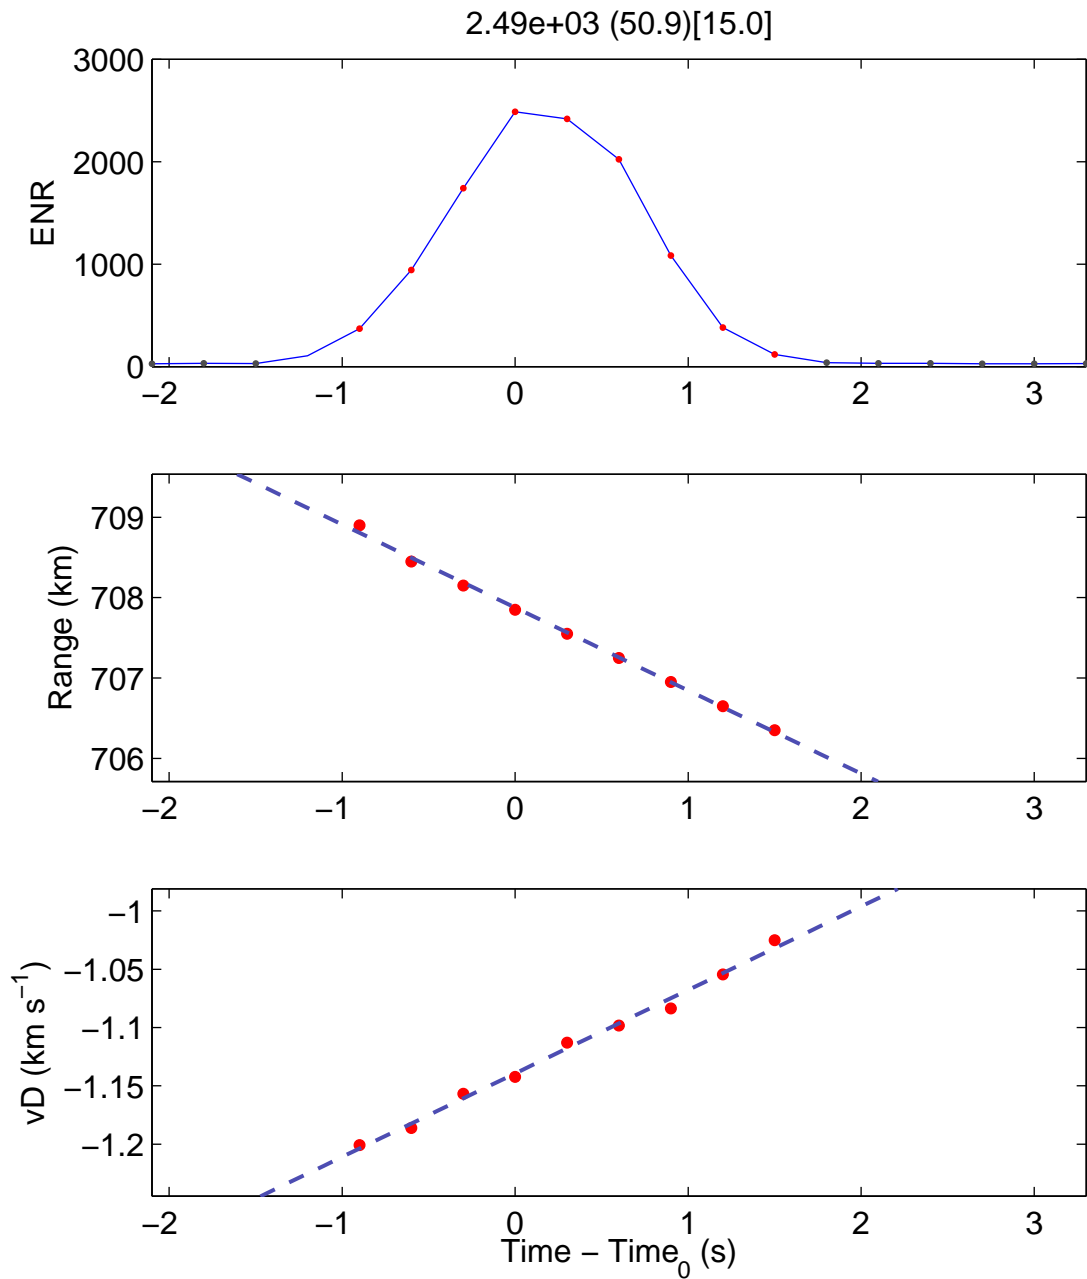 2.49e+03 (50.9)[15.0]
3000
2000
1000
0
ENR
−2 −1 0 1 2 3
709
708
707
706
Range (km)
−2 −1 0 1 2 3
−1
−1.05
−1.1
−1.15
−1.2
vD (km s−1)
−2 −1 0 1 2 3
Time − Time0 (s)